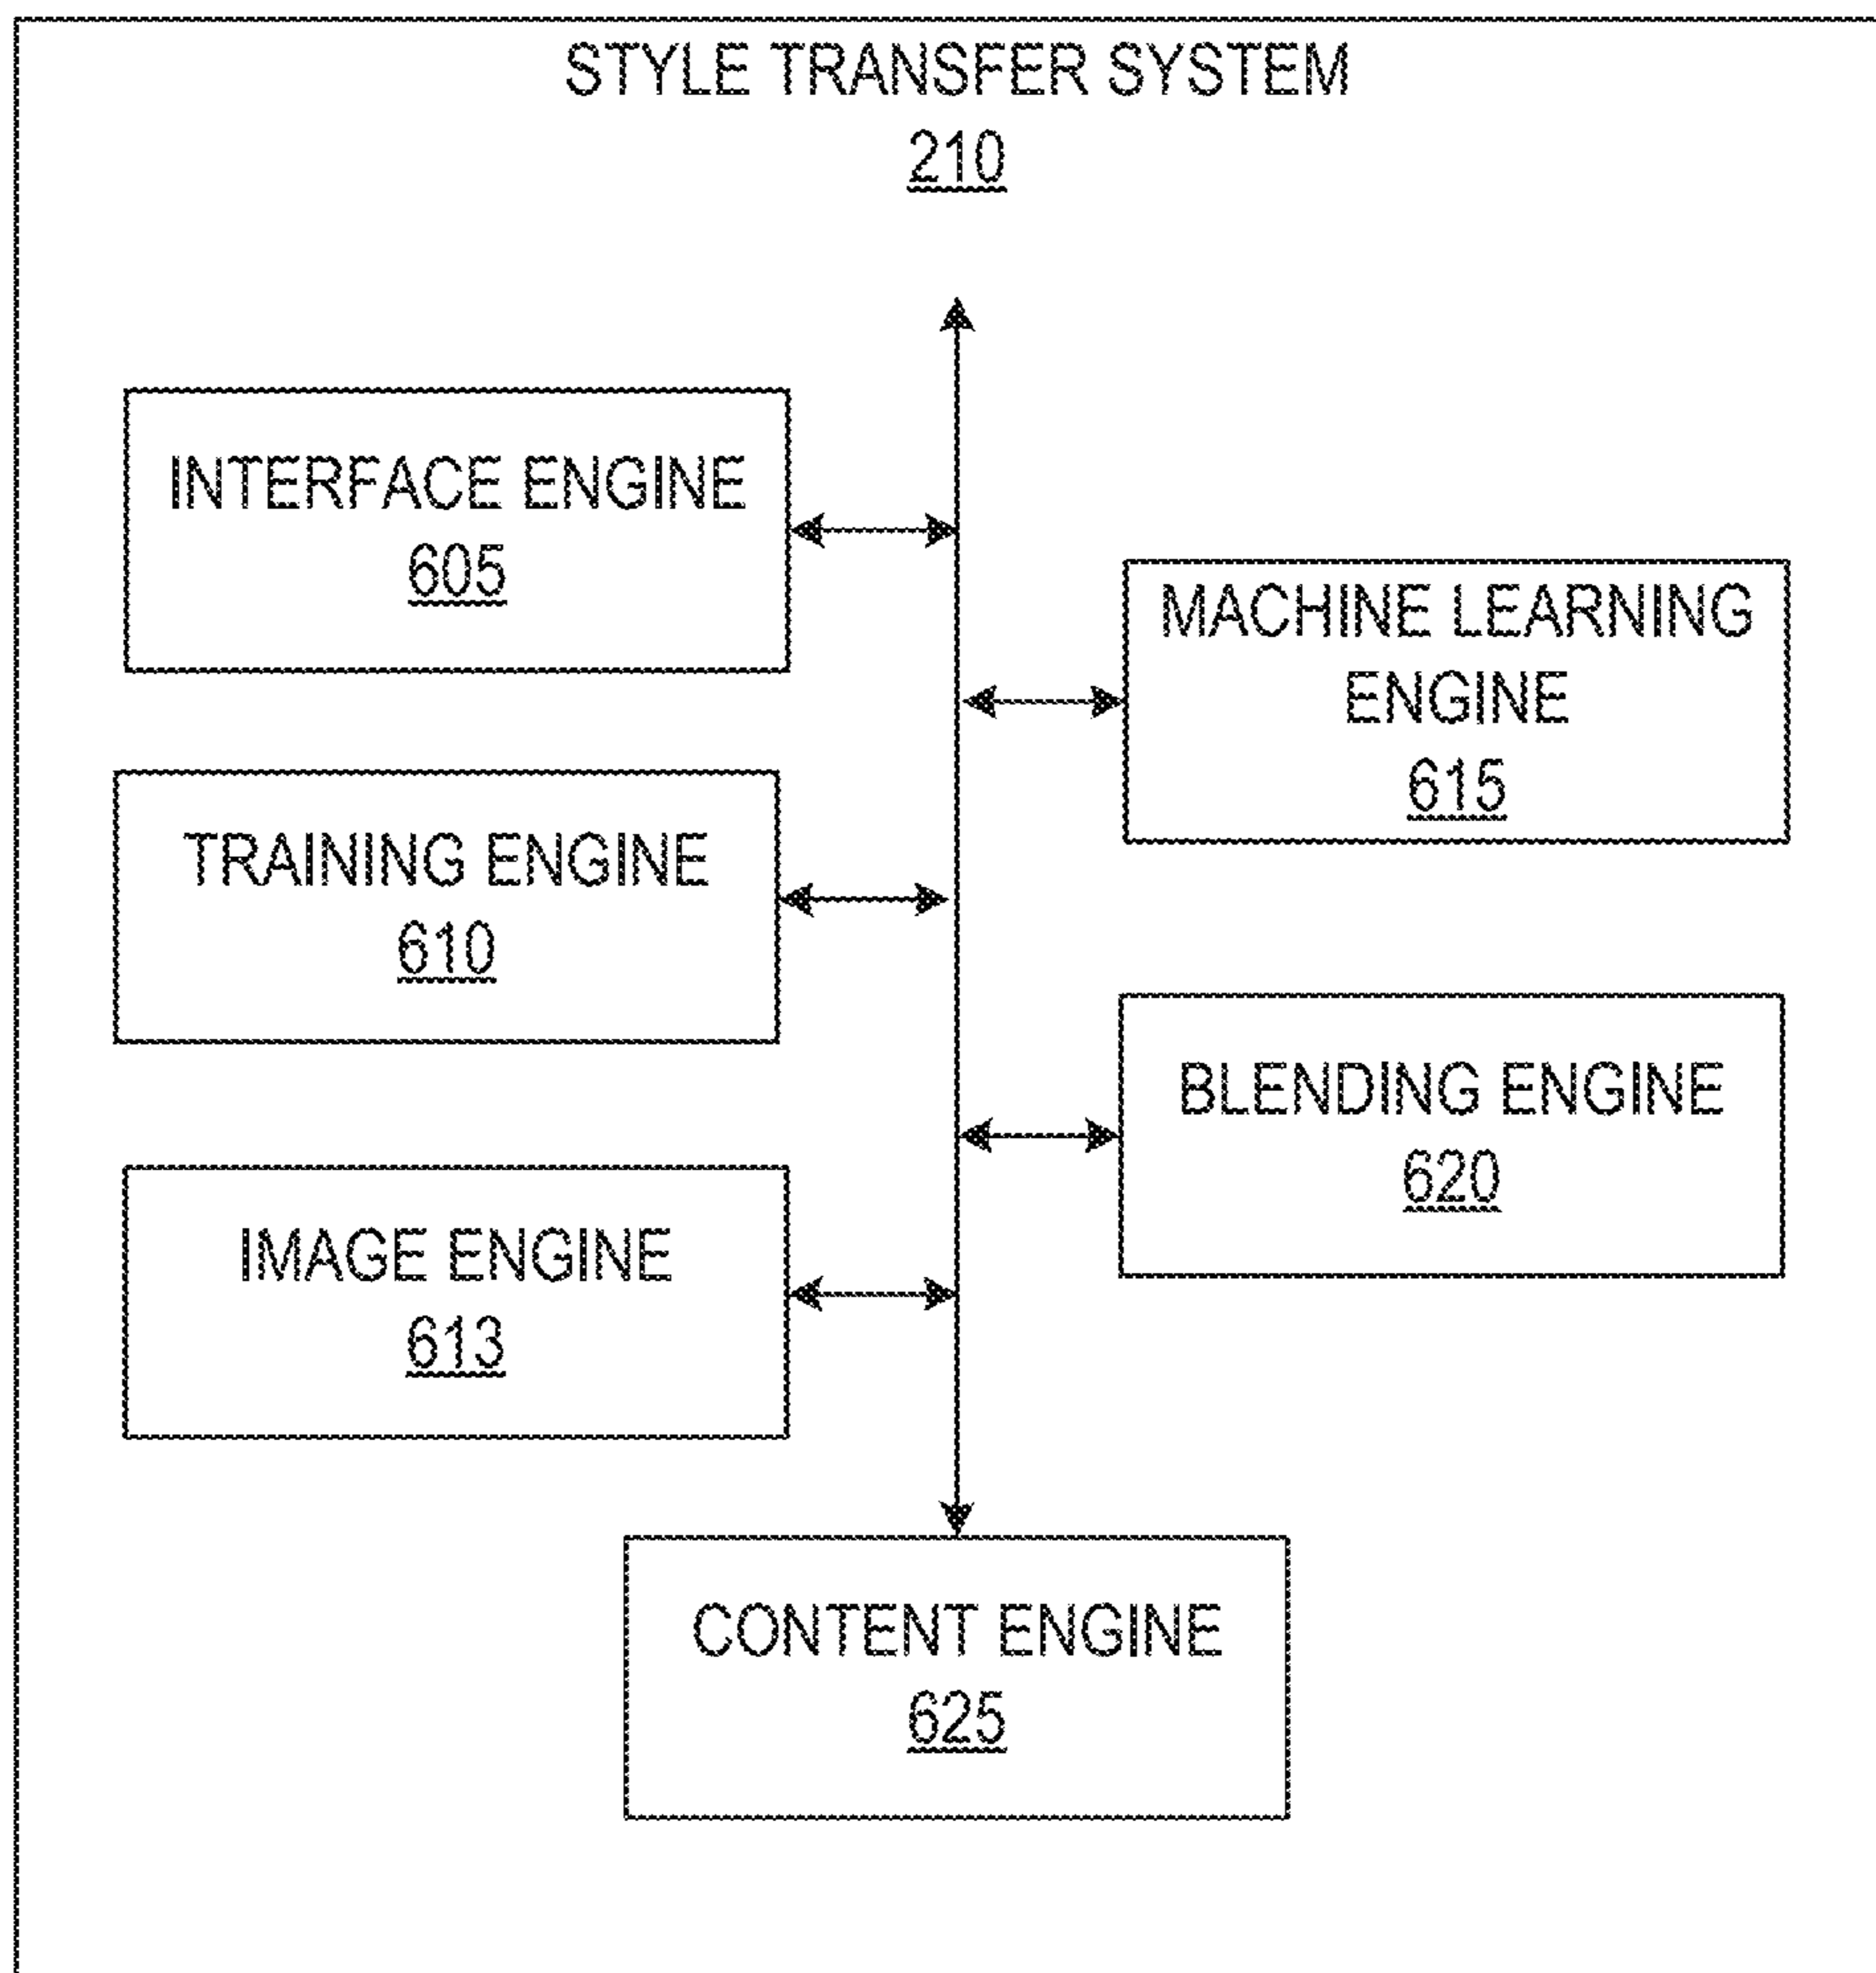 STYLE TRANSFER SYSTEM
210
INTERFACE ENGINE
605
MACHINE LEARNING
ENGINE
615
TRAINING ENGINE
610
BLENDING ENGINE
620
IMAGE ENGINE
613
CONTENT ENGINE
625